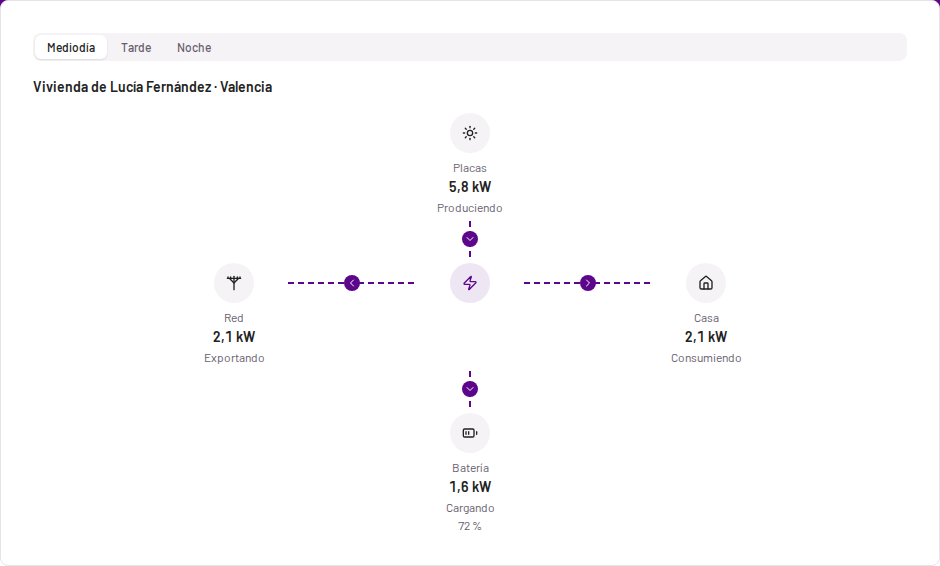 Mediodía
Tarde
Noche
Vivienda de Lucía Fernández · Valencia
Placas
5,8 kW
Produciendo
Red
2,1 kW
Exportando
Casa
2,1 kW
Consumiendo
Batería
1,6 kW
Cargando
72 %